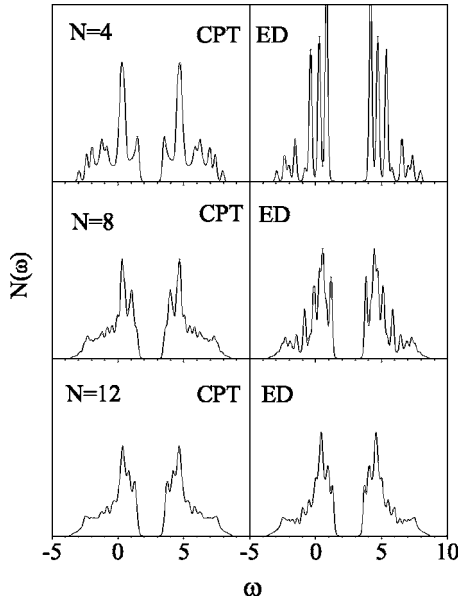 N=4 CPT ED
N=8 CPT ED
N(ω)
N=12 CPT ED
-5 0 5 -5 0 5 10
ω